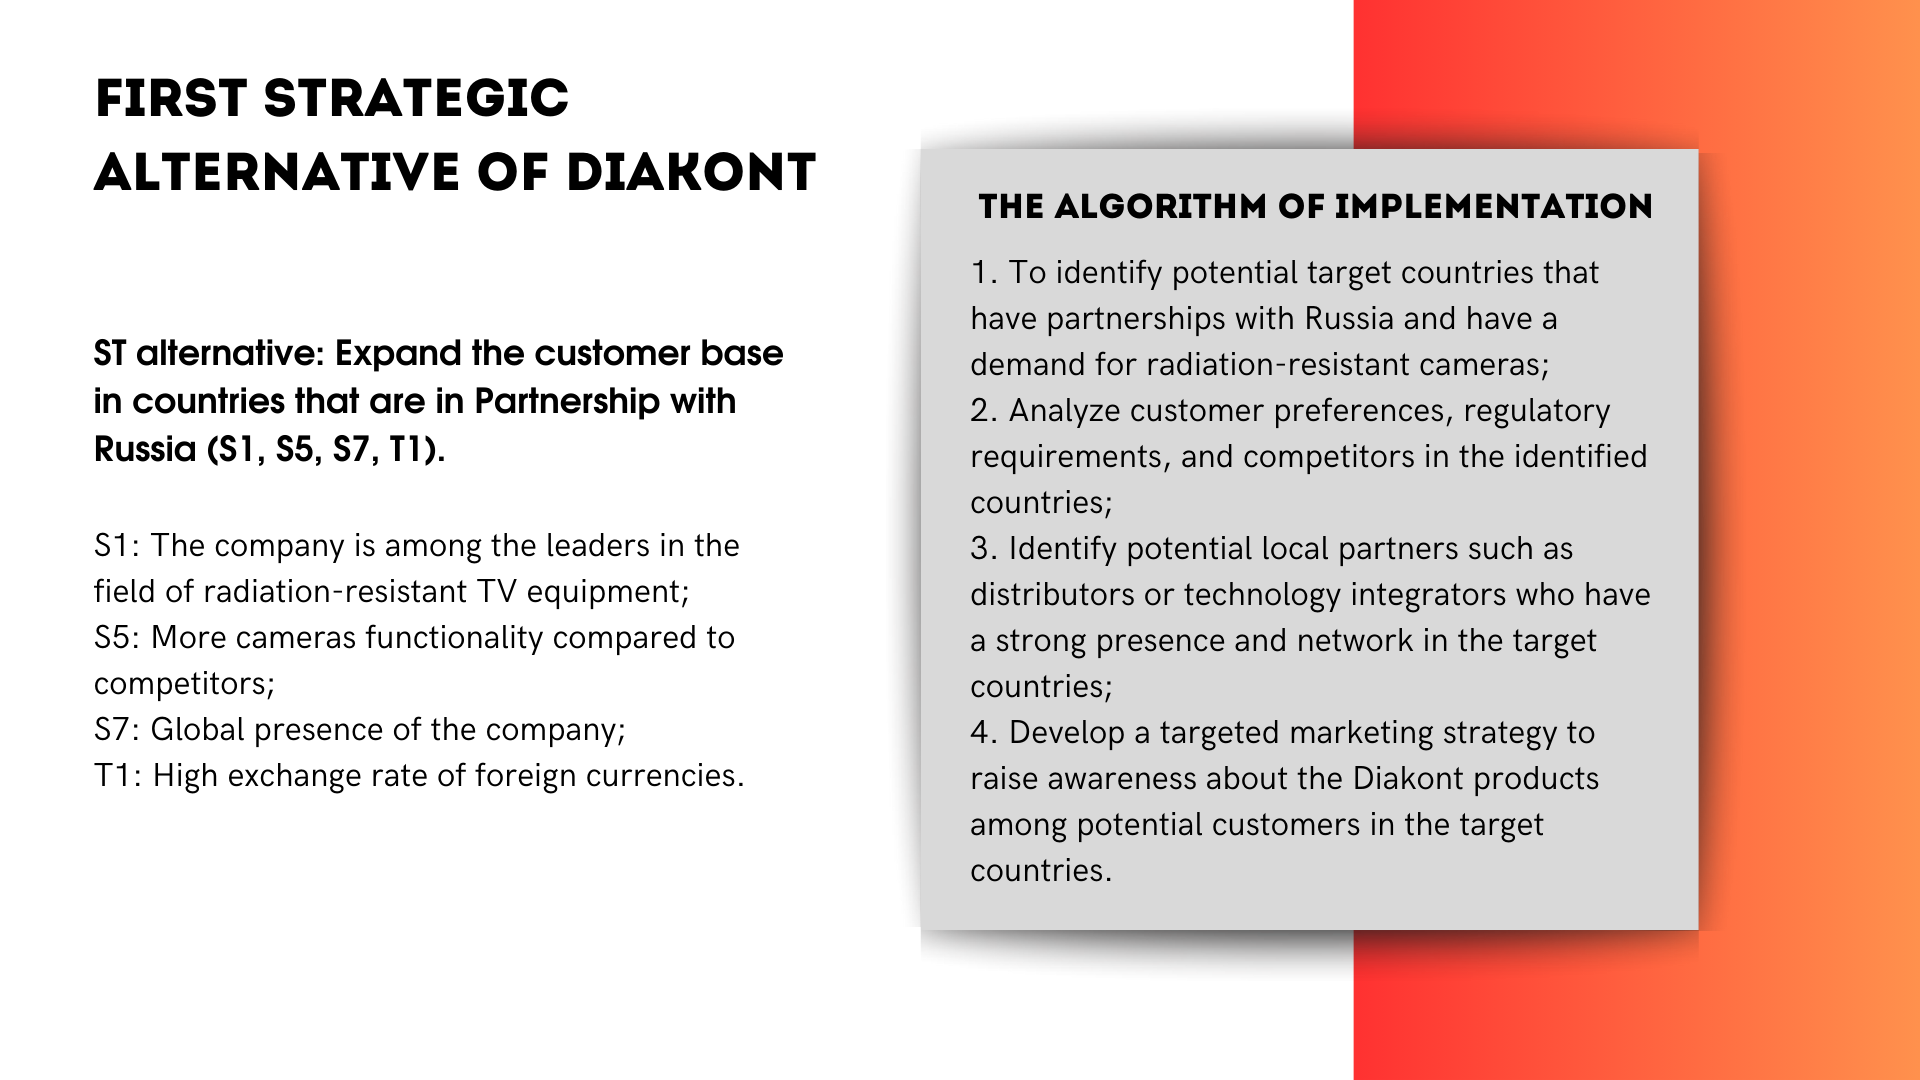 FIRST STRATEGIC
ALTERNATIVE OF DIAKONT
ST alternative: Expand the customer base
in countries that are in Partnership with
Russia (S1, S5, S7, T1).
S1: The company is among the leaders in the
field of radiation-resistant TV equipment;
S5: More cameras functionality compared to
competitors;
S7: Global presence of the company;
T1: High exchange rate of foreign currencies.
THE ALGORITHM OF IMPLEMENTATION
1. To identify potential target countries that
have partnerships with Russia and have a
demand for radiation-resistant cameras;
2. Analyze customer preferences, regulatory
requirements, and competitors in the identified
countries;
3. Identify potential local partners such as
distributors or technology integrators who have
a strong presence and network in the target
countries;
4. Develop a targeted marketing strategy to
raise awareness about the Diakont products
among potential customers in the target
countries.